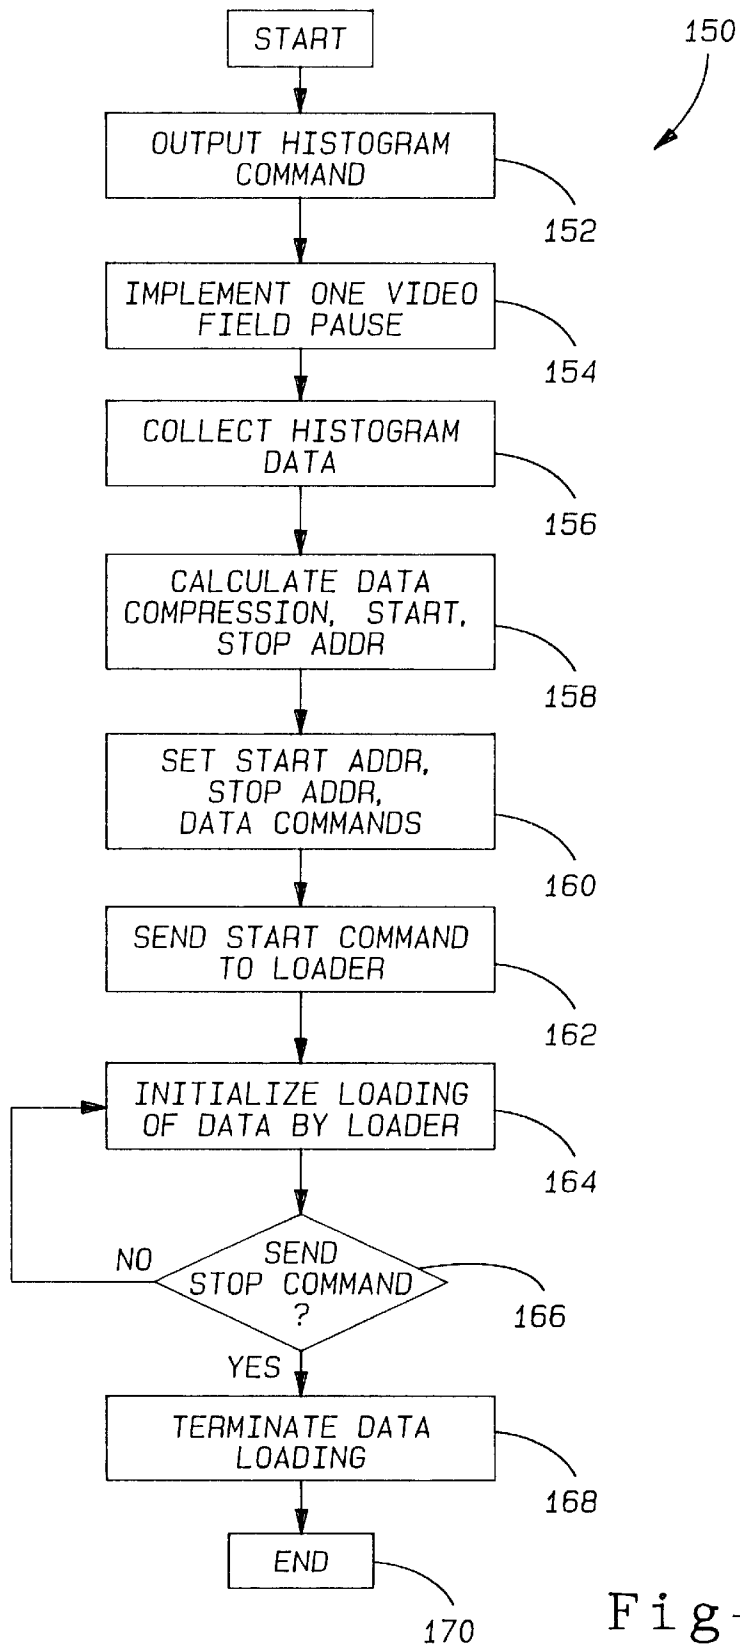 START
150
OUTPUT HISTOGRAM
COMMAND
152
IMPLEMENT ONE VIDEO
FIELD PAUSE
154
COLLECT HISTOGRAM
DATA
156
CALCULATE DATA
COMPRESSION, START,
STOP ADDR
158
SET START ADDR,
STOP ADDR,
DATA COMMANDS
160
SEND START COMMAND
TO LOADER
162
INITIALIZE LOADING
OF DATA BY LOADER
164
NO
SEND
STOP COMMAND
?
166
YES
TERMINATE DATA
LOADING
168
END
170
Fig-